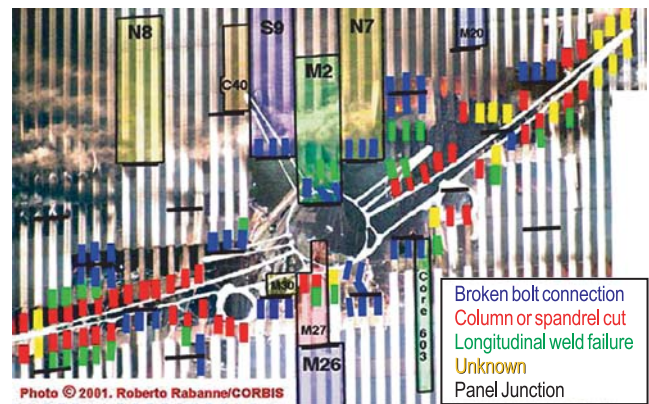 N8
S9
N7
M20
M2
C40
M30
M27
M26
Core 603
Broken bolt connection
Column or spandrel cut
Longitudinal weld failure
Unknown
Panel Junction
Photo © 2001. Roberto Rabanne/CORBIS